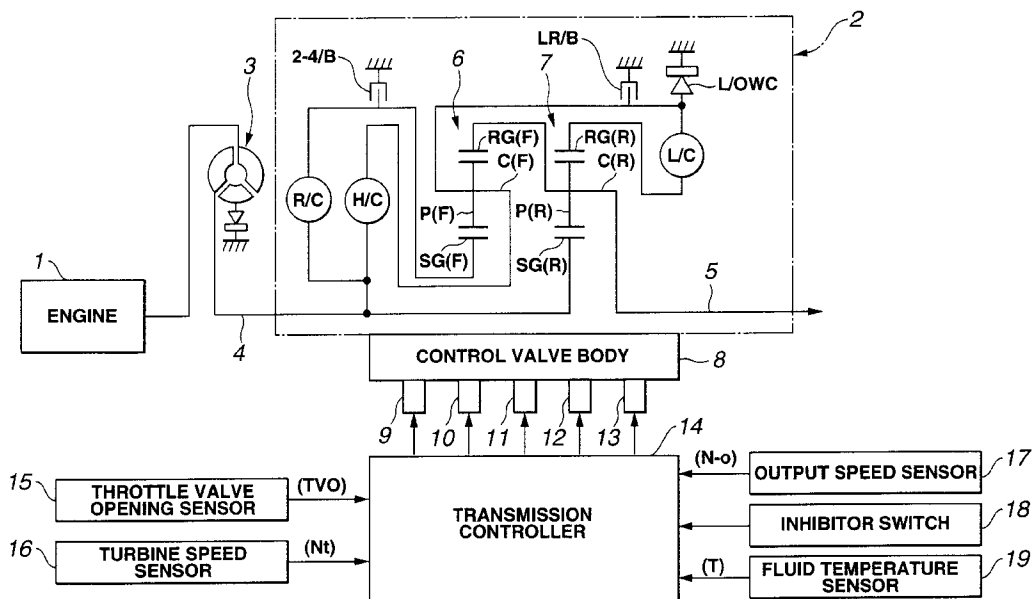 2
2-4/B
LR/B
3
6
7
L/OWC
RG(F)
RG(R)
C(F)
C(R)
L/C
R/C
H/C
P(F)
P(R)
SG(F)
SG(R)
1
ENGINE
4
5
CONTROL VALVE BODY
8
9
10
11
12
13
14
15
THROTTLE VALVE
OPENING SENSOR
(TVO)
16
TURBINE SPEED
SENSOR
(Nt)
TRANSMISSION
CONTROLLER
(N-o)
OUTPUT SPEED SENSOR
17
INHIBITOR SWITCH
18
(T)
FLUID TEMPERATURE
SENSOR
19